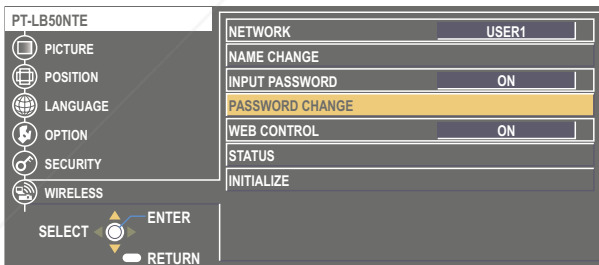 PT-LB50NTE
PICTURE
POSITION
LANGUAGE
OPTION
SECURITY
WIRELESS
SELECT
ENTER
RETURN
NETWORK USER1
NAME CHANGE
INPUT PASSWORD ON
PASSWORD CHANGE
WEB CONTROL ON
STATUS
INITIALIZE